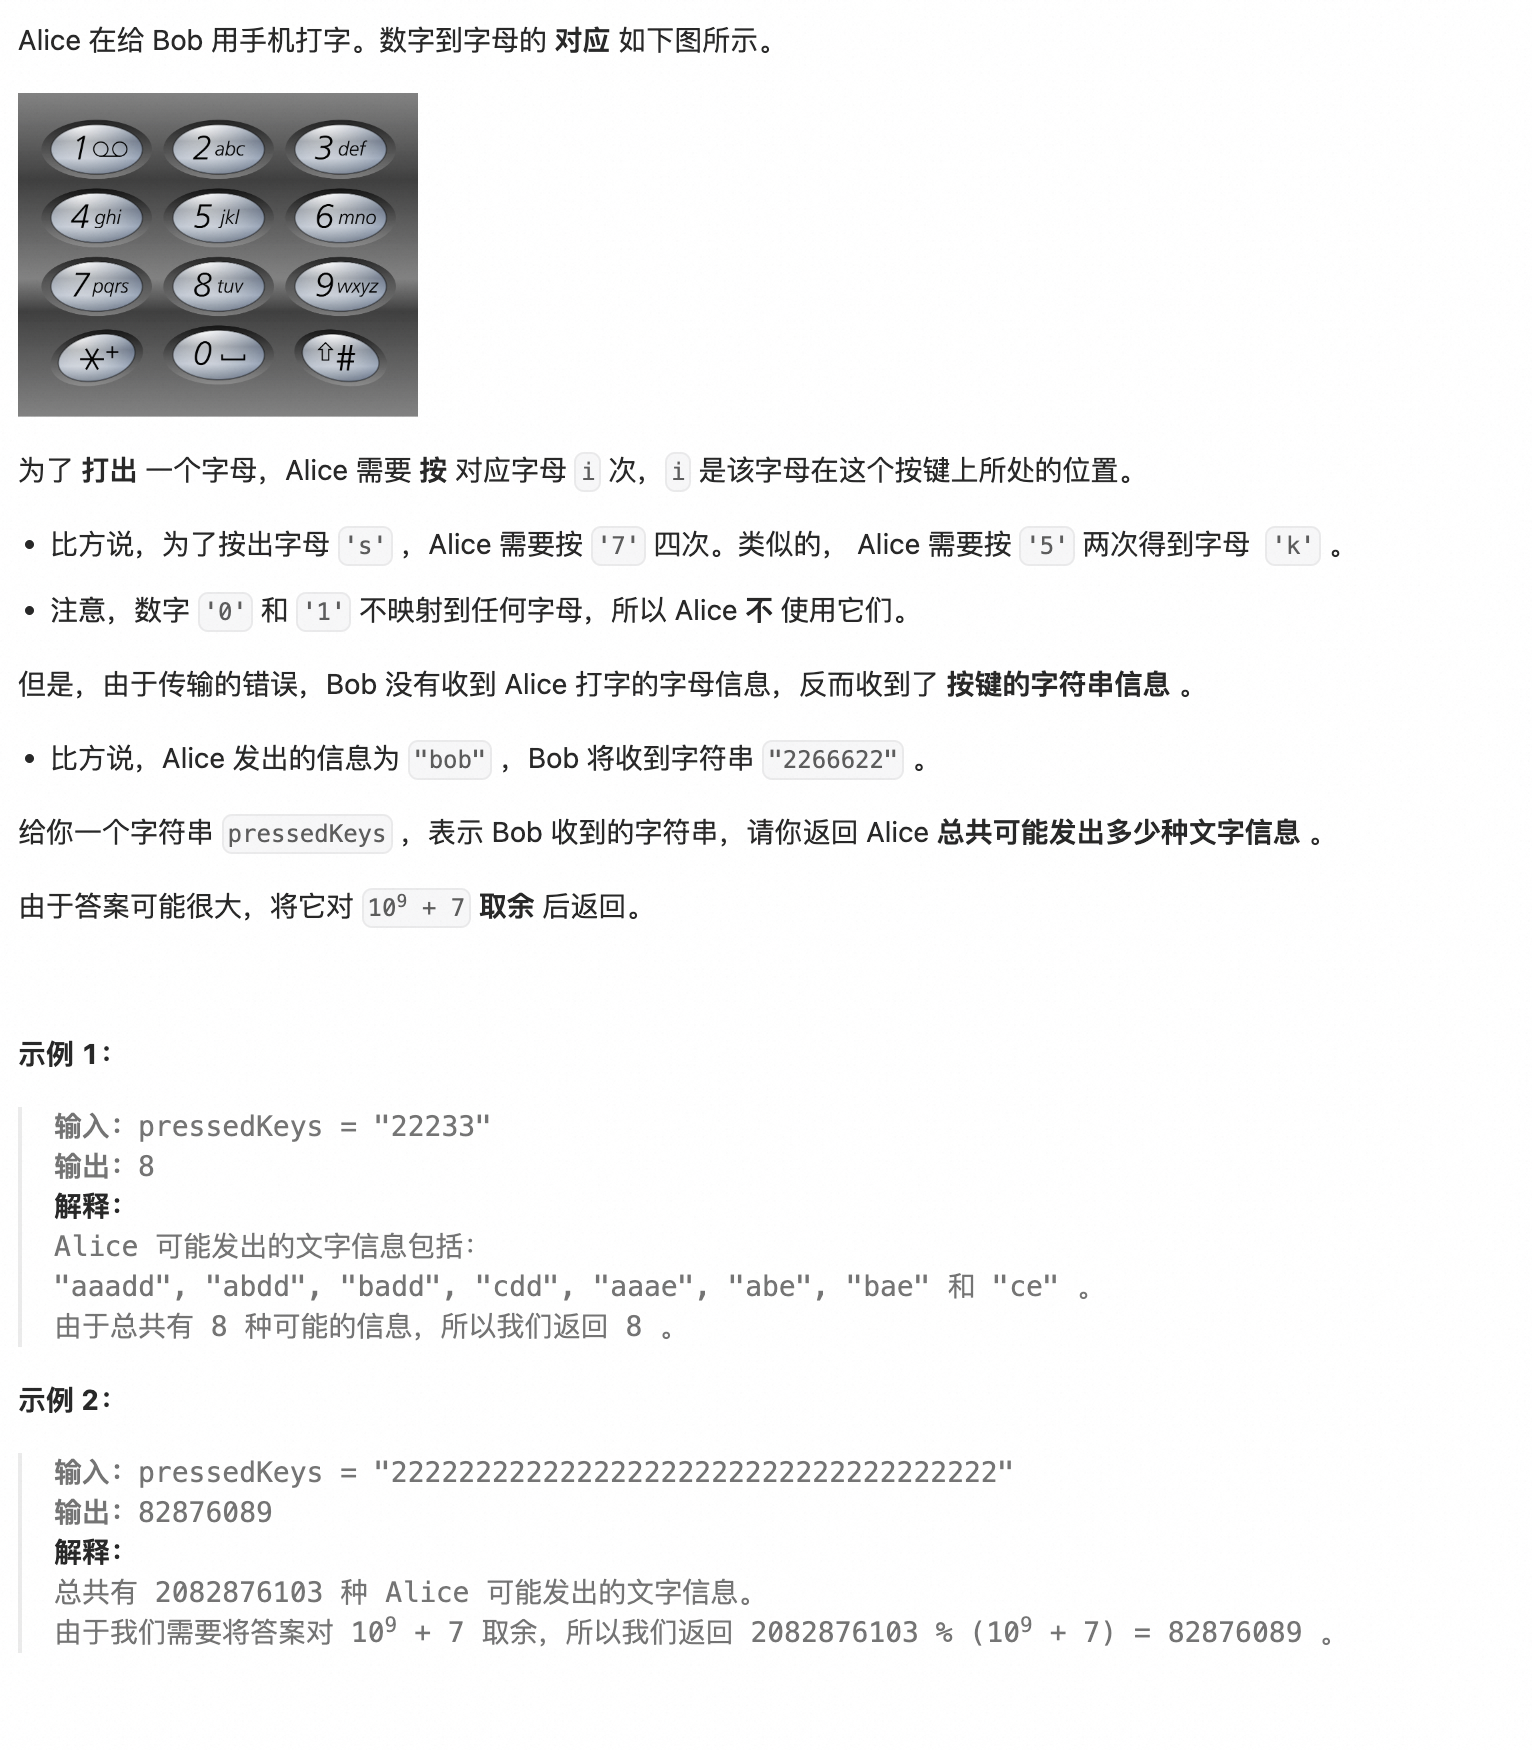 Alice 在给 Bob 用手机打字。数字到字母的 对应 如下图所示。
1
2 abc
3 def
4 ghi
5 jkl
6 mno
7 pqrs
8 tuv
9 wxyz
*+
0
⇧#
为了 打出 一个字母，Alice 需要 按 对应字母 i 次，i 是该字母在这个按键上所处的位置。
• 比方说，为了按出字母 's' ，Alice 需要按 '7' 四次。类似的， Alice 需要按 '5' 两次得到字母 'k' 。
• 注意，数字 '0' 和 '1' 不映射到任何字母，所以 Alice 不 使用它们。
但是，由于传输的错误，Bob 没有收到 Alice 打字的字母信息，反而收到了 按键的字符串信息 。
• 比方说，Alice 发出的信息为 "bob" ，Bob 将收到字符串 "2266622" 。
给你一个字符串 pressedKeys ，表示 Bob 收到的字符串，请你返回 Alice 总共可能发出多少种文字信息 。
由于答案可能很大，将它对 10⁹ + 7 取余 后返回。
示例 1：
输入：pressedKeys = "22233"
输出：8
解释：
Alice 可能发出的文字信息包括：
"aaadd", "abdd", "badd", "cdd", "aaae", "abe", "bae" 和 "ce" 。
由于总共有 8 种可能的信息，所以我们返回 8 。
示例 2：
输入：pressedKeys = "222222222222222222222222222222222222"
输出：82876089
解释：
总共有 2082876103 种 Alice 可能发出的文字信息。
由于我们需要将答案对 10⁹ + 7 取余，所以我们返回 2082876103 % (10⁹ + 7) = 82876089 。